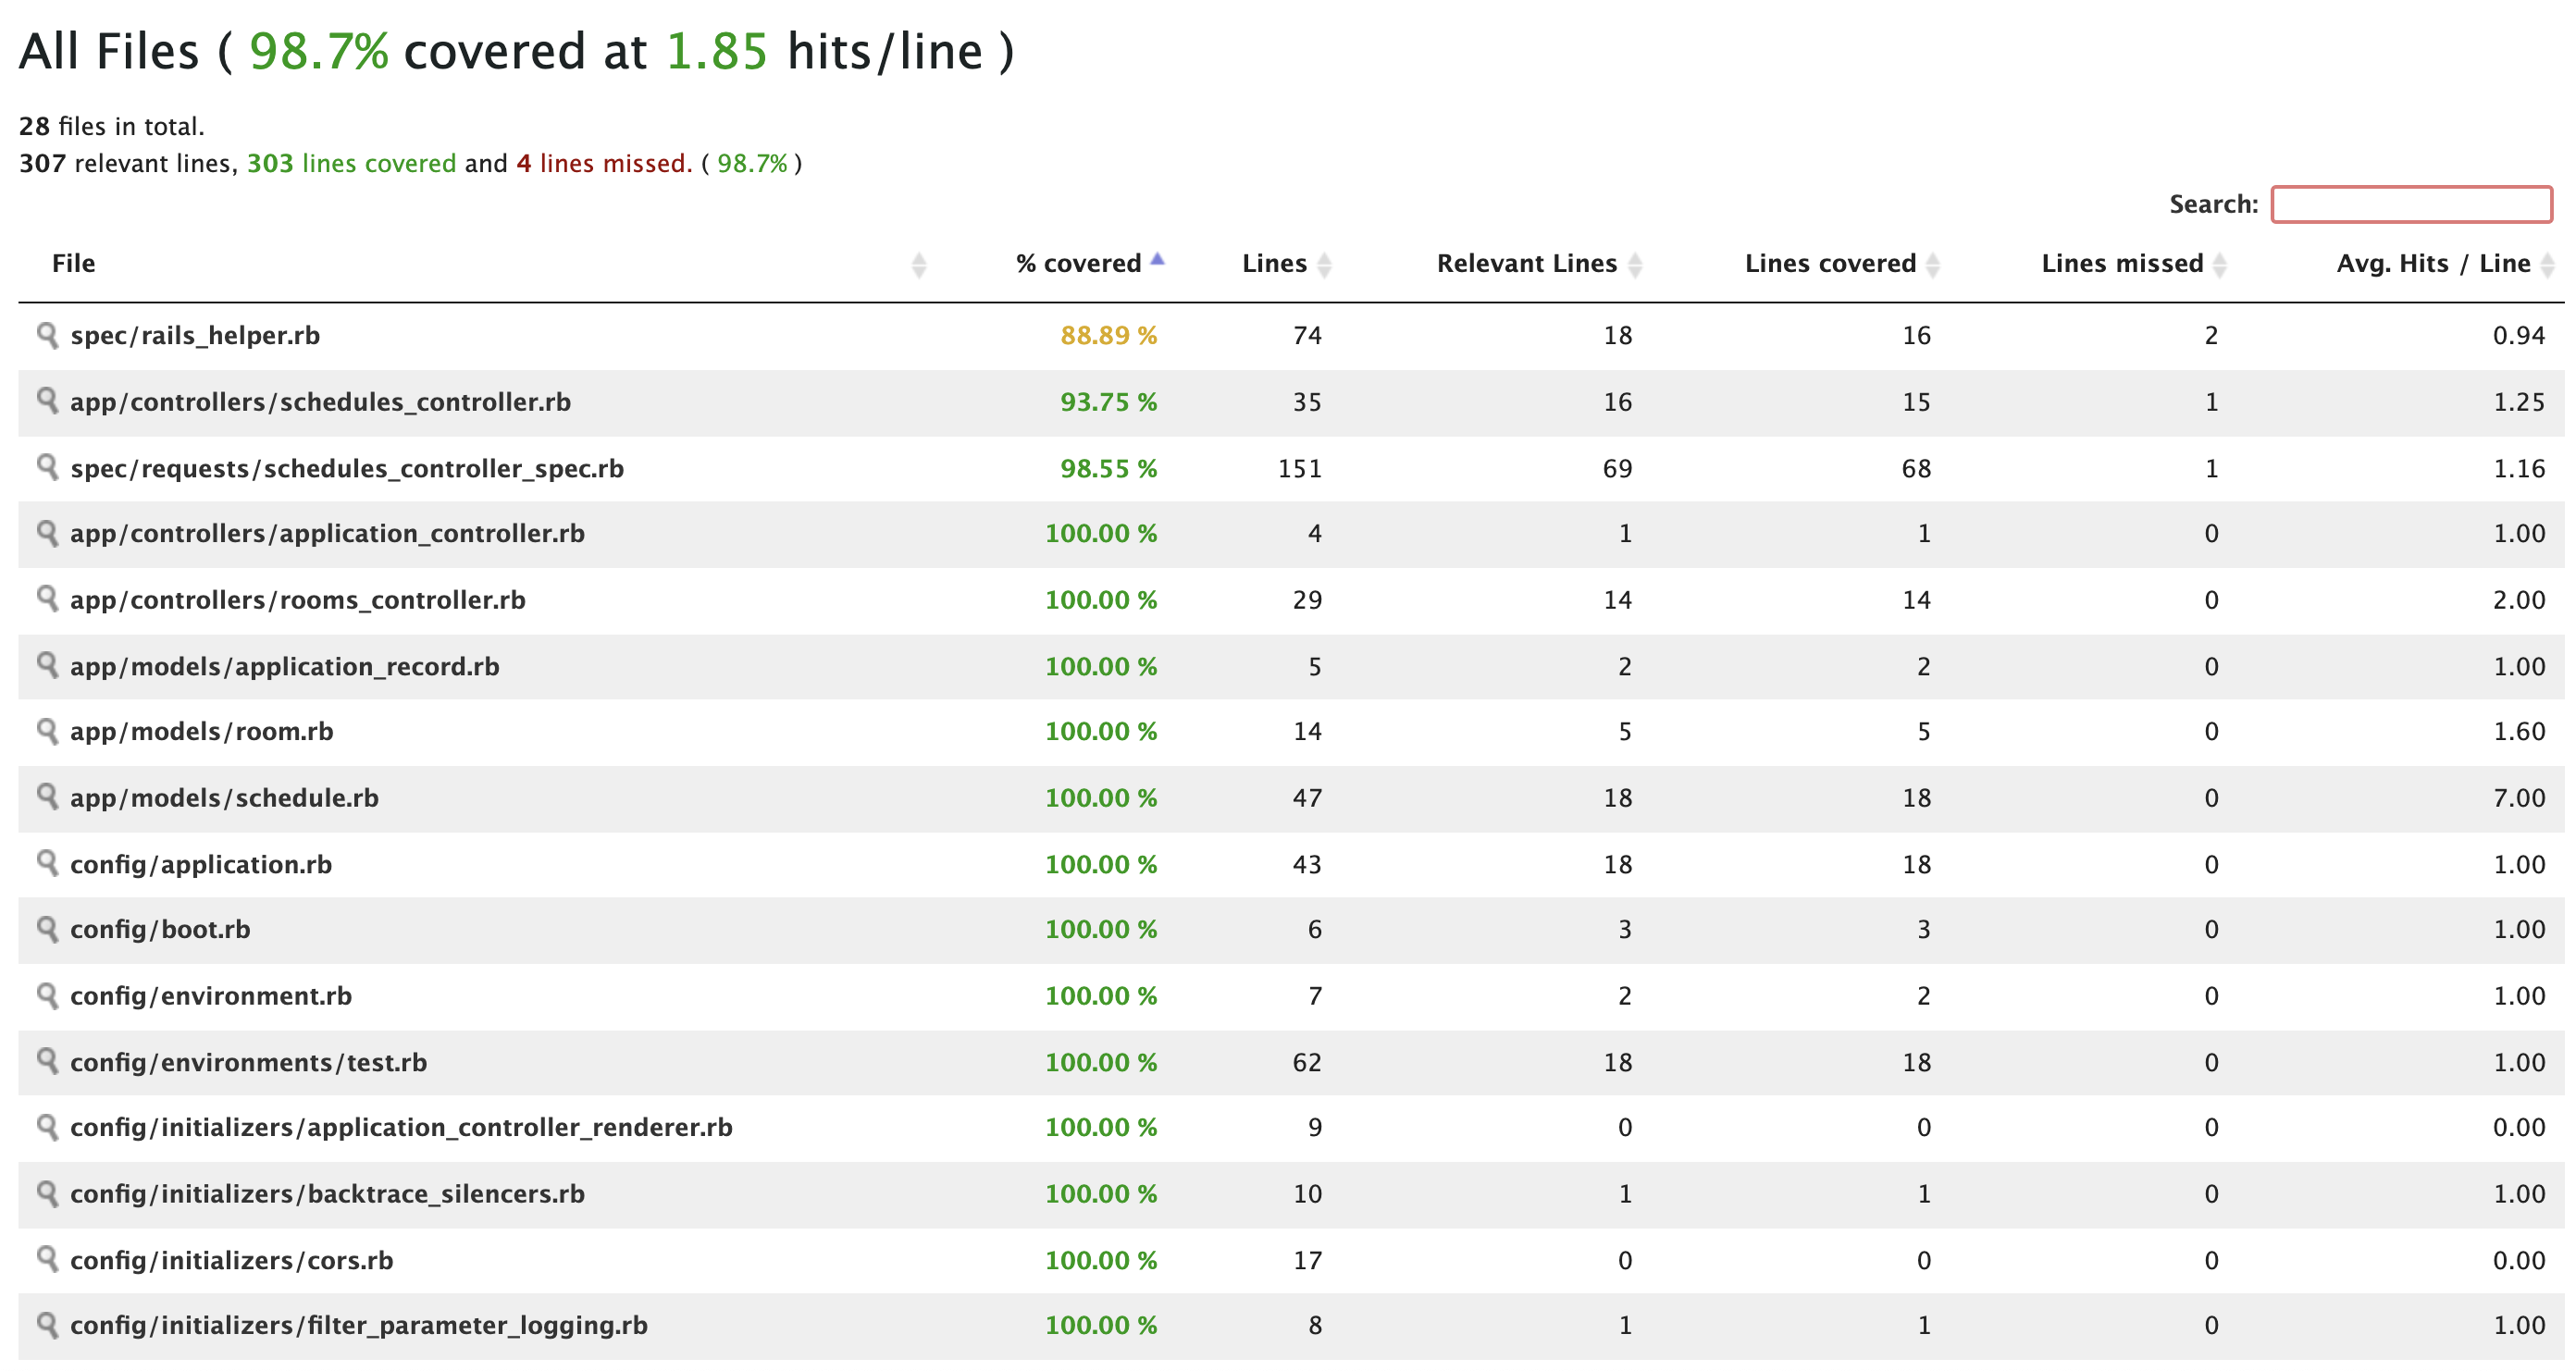 All Files ( 98.7% covered at 1.85 hits/line )
28 files in total.
307 relevant lines, 303 lines covered and 4 lines missed. ( 98.7% )
Search:
File % covered Lines Relevant Lines Lines covered Lines missed Avg. Hits / Line
spec/rails_helper.rb 88.89 % 74 18 16 2 0.94
app/controllers/schedules_controller.rb 93.75 % 35 16 15 1 1.25
spec/requests/schedules_controller_spec.rb 98.55 % 151 69 68 1 1.16
app/controllers/application_controller.rb 100.00 % 4 1 1 0 1.00
app/controllers/rooms_controller.rb 100.00 % 29 14 14 0 2.00
app/models/application_record.rb 100.00 % 5 2 2 0 1.00
app/models/room.rb 100.00 % 14 5 5 0 1.60
app/models/schedule.rb 100.00 % 47 18 18 0 7.00
config/application.rb 100.00 % 43 18 18 0 1.00
config/boot.rb 100.00 % 6 3 3 0 1.00
config/environment.rb 100.00 % 7 2 2 0 1.00
config/environments/test.rb 100.00 % 62 18 18 0 1.00
config/initializers/application_controller_renderer.rb 100.00 % 9 0 0 0 0.00
config/initializers/backtrace_silencers.rb 100.00 % 10 1 1 0 1.00
config/initializers/cors.rb 100.00 % 17 0 0 0 0.00
config/initializers/filter_parameter_logging.rb 100.00 % 8 1 1 0 1.00